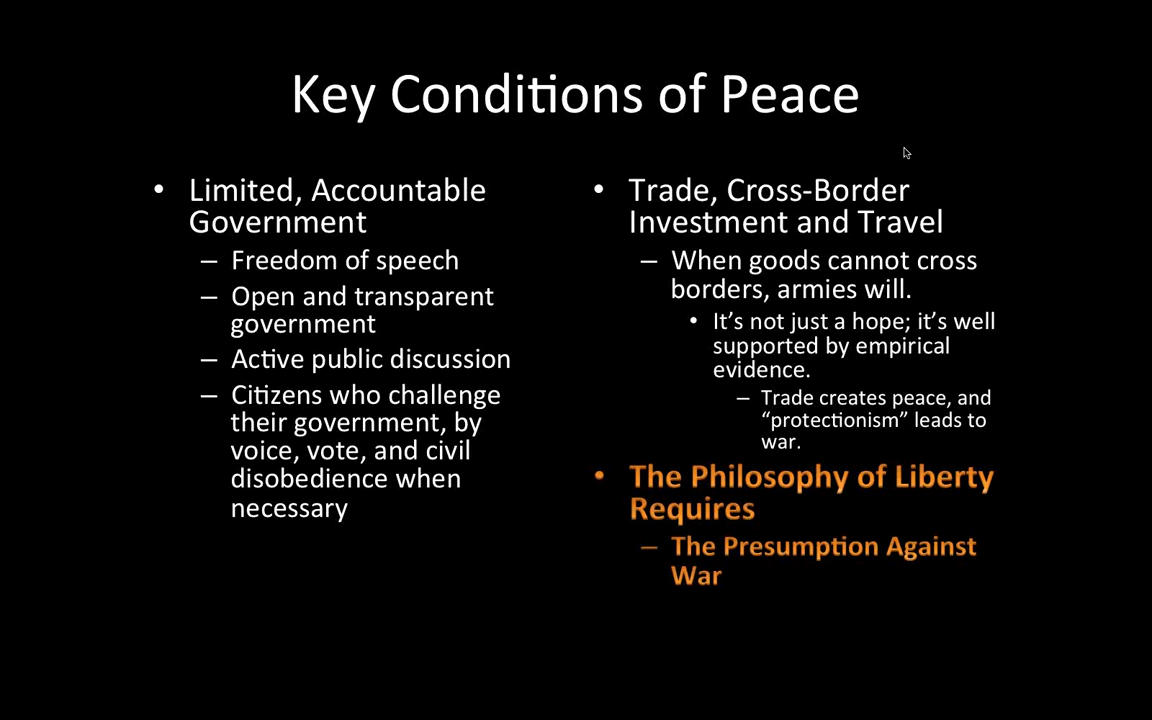 Key Conditions of Peace
• Limited, Accountable
Government
– Freedom of speech
– Open and transparent
government
– Active public discussion
– Citizens who challenge
their government, by
voice, vote, and civil
disobedience when
necessary
• Trade, Cross-Border
Investment and Travel
– When goods cannot cross
borders, armies will.
• It’s not just a hope; it’s well
supported by empirical
evidence.
– Trade creates peace, and
“protectionism” leads to
war.
• The Philosophy of Liberty
Requires
– The Presumption Against
War